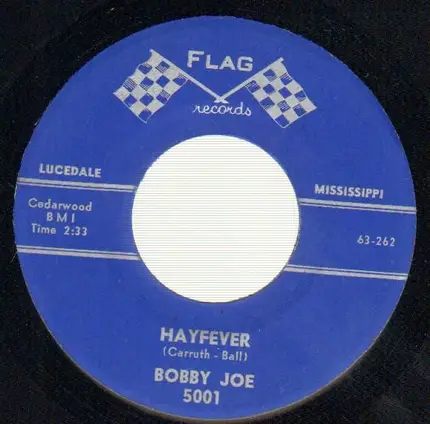 FLAG
records
LUCEDALE
MISSISSIPPI
Cedarwood
BMI
Time 2:33
63-262
HAYFEVER
(Carruth - Ball)
BOBBY JOE
5001